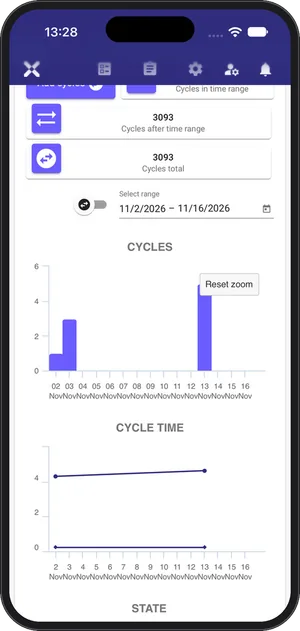 13:28
Add cycles
Cycles in time range
3093
Cycles after time range
3093
Cycles total
Select range
11/2/2026 – 11/16/2026
CYCLES
6
4
2
0
Reset zoom
02 03 04 05 06 07 08 09 10 11 12 13 14 15 16
Nov Nov Nov Nov Nov Nov Nov Nov Nov Nov Nov Nov Nov Nov Nov
CYCLE TIME
4
2
0
2 3 4 5 6 7 8 9 10 11 12 13 14 15 16
Nov Nov Nov Nov Nov Nov Nov Nov Nov Nov Nov Nov Nov Nov Nov
STATE